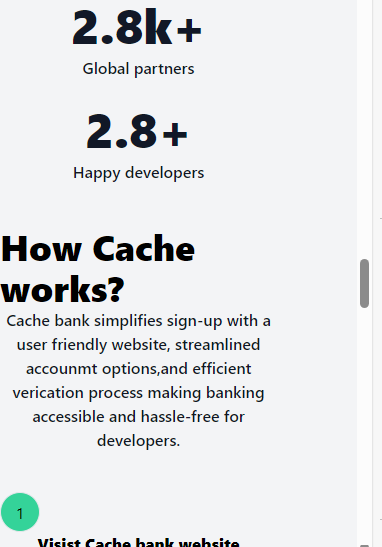 2.8k+
Global partners
2.8+
Happy developers
How Cache
works?
Cache bank simplifies sign-up with a
user friendly website, streamlined
accounmt options,and efficient
verication process making banking
accessible and hassle-free for
developers.
1
Visist Cache bank website